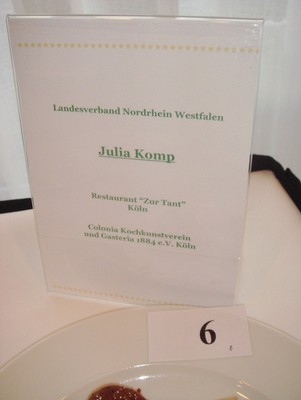 Landesverband Nordrhein Westfalen
Julia Komp
Restaurant "Zur Tant"
Köln
Colonia Kochkunstverein
und Gasteria 1884 e.V. Köln
6